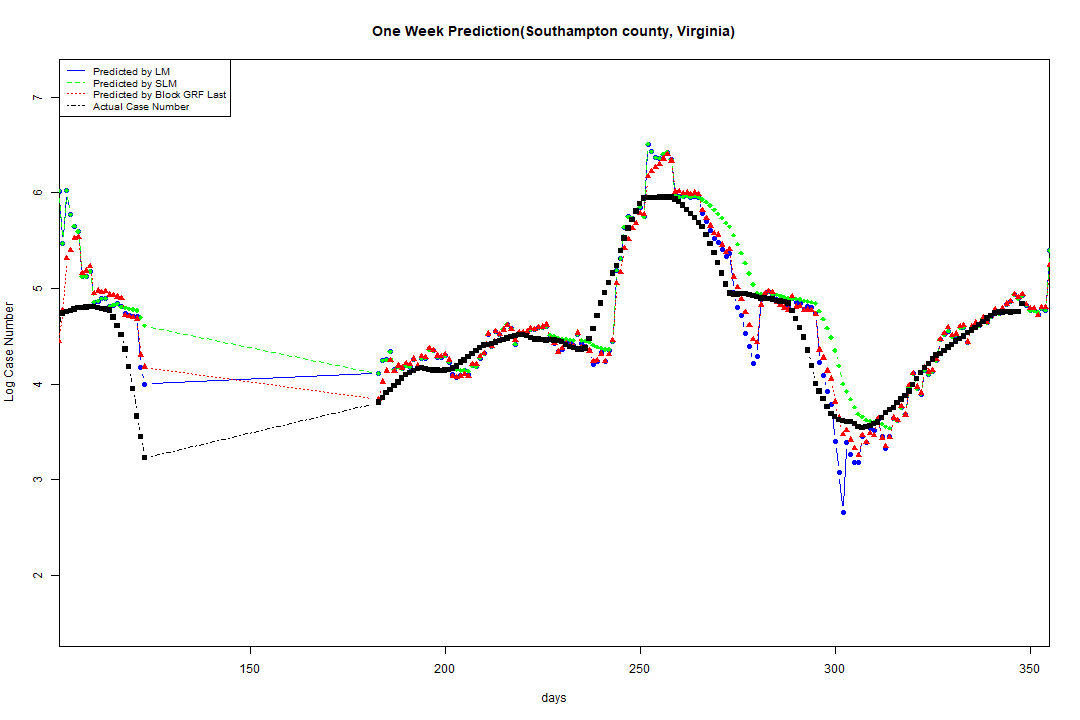 One Week Prediction(Southampton county, Virginia)
Predicted by LM
Predicted by SLM
Predicted by Block GRF Last
Actual Case Number
7
6
5
4
3
2
Log Case Number
150 200 250 300 350
days